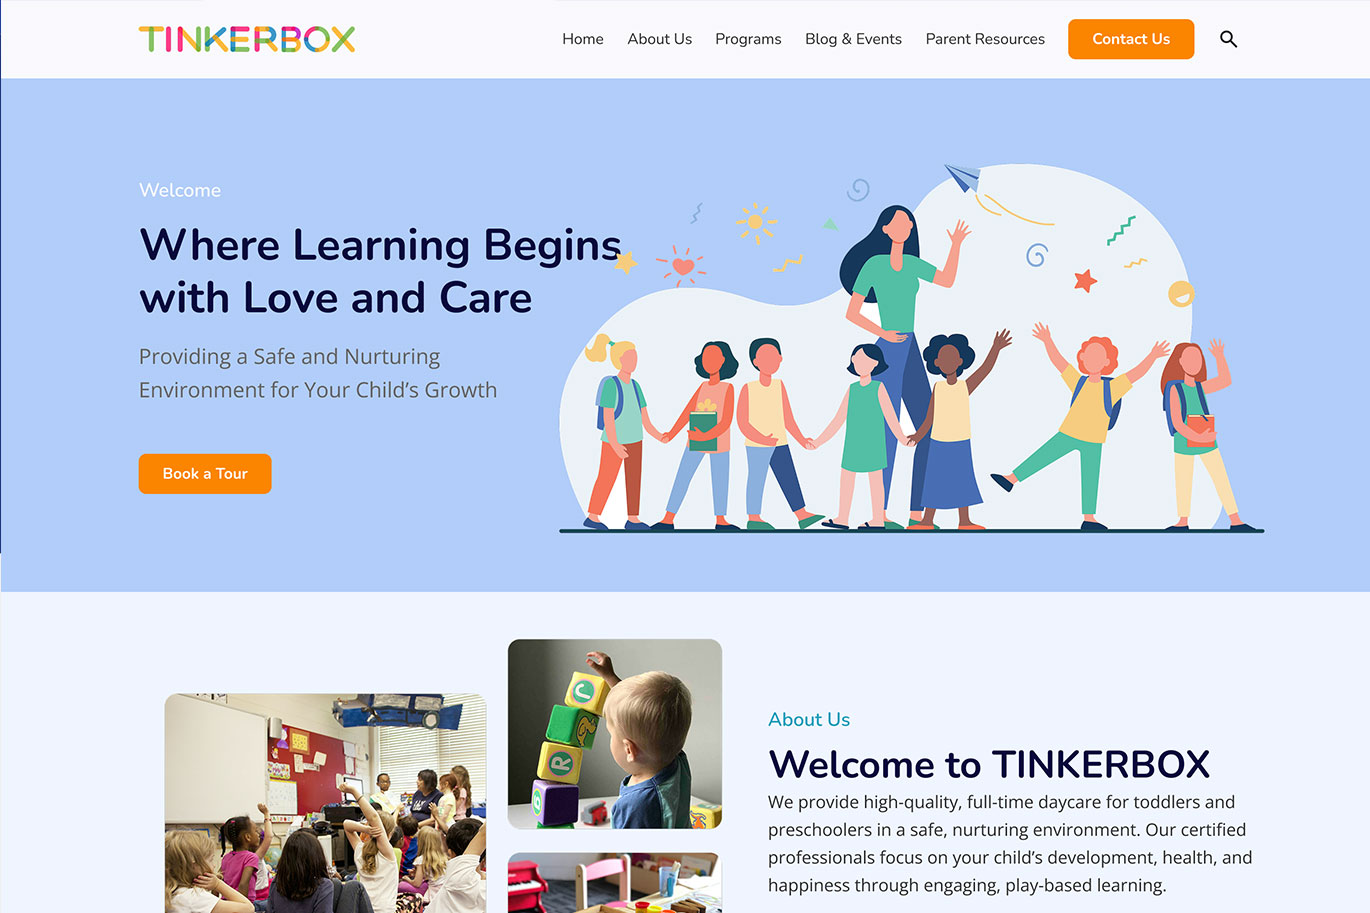 TINKERBOX
Home
About Us
Programs
Blog & Events
Parent Resources
Contact Us
Welcome
Where Learning Begins
with Love and Care
Providing a Safe and Nurturing
Environment for Your Child’s Growth
Book a Tour
R
About Us
Welcome to TINKERBOX
We provide high-quality, full-time daycare for toddlers and
preschoolers in a safe, nurturing environment. Our certified
professionals focus on your child’s development, health, and
happiness through engaging, play-based learning.